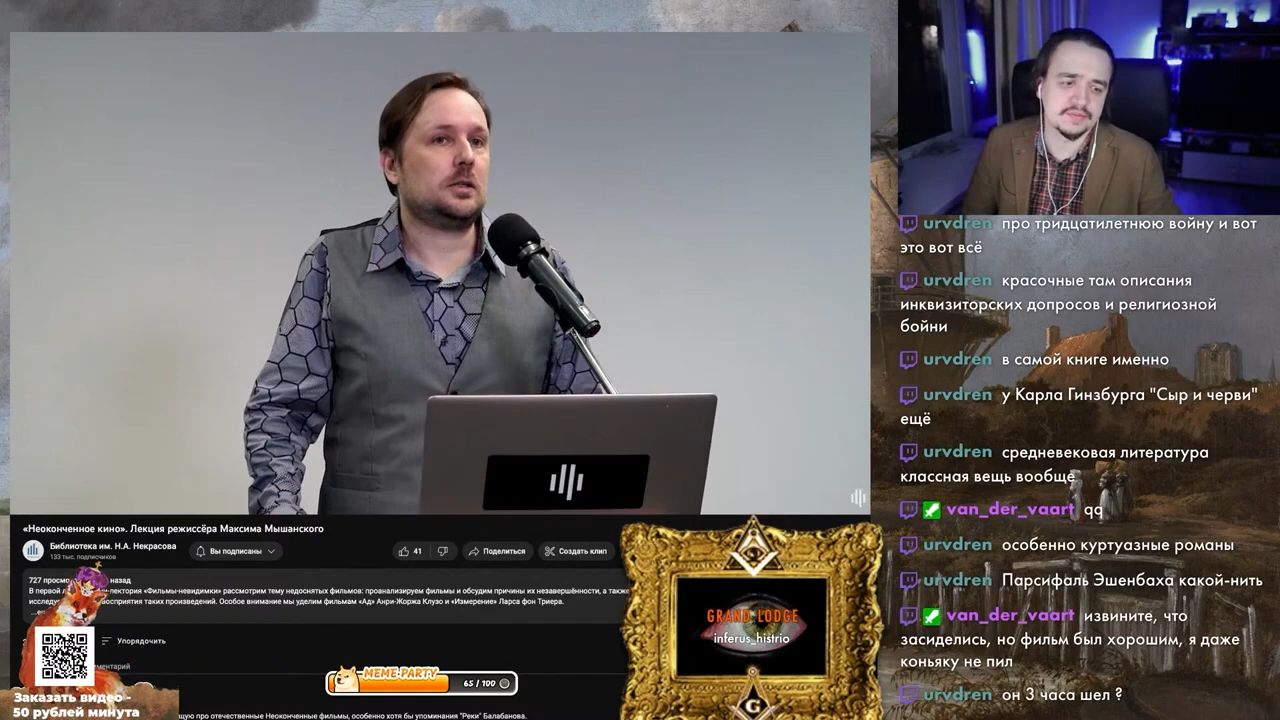 «Неоконченное кино». Лекция режиссёра Максима Мышанского
Библиотека им. Н.А. Некрасова
133 тыс. подписчиков
Вы подписаны
41
Поделиться
Создать клип
727 просмо
назад
В первой
лектория «Фильмы-невидимки» рассмотрим тему недоснятых фильмов: проанализируем фильмы и обсудим причины их незавершённости, а также
исслед
восприятия таких произведений. Особое внимание мы уделим фильмам «Ад» Анри-Жоржа Клузо и «Измерение» Ларса фон Триера.
Упорядочить
ментарий
щую про отечественные Неоконченные фильмы, особенно хотя бы упоминания "Реки" Балабанова.
Заказать видео -
50 рублей минута
MEME-PARTY
65 / 100
GRAND LODGE
inferus_histrio
G
urvdren про тридцатилетнюю войну и вот
это вот всё
urvdren красочные там описания
инквизиторских допросов и религиозной
бойни
urvdren в самой книге именно
urvdren у Карла Гинзбурга "Сыр и черви"
ещё
urvdren средневековая литература
классная вещь вообще
van_der_vaart qq
urvdren особенно куртуазные романы
urvdren Парсифаль Эшенбаха какой-нить
van_der_vaart извините, что
засиделись, но фильм был хорошим, я даже
коньяку не пил
urvdren он 3 часа шел ?